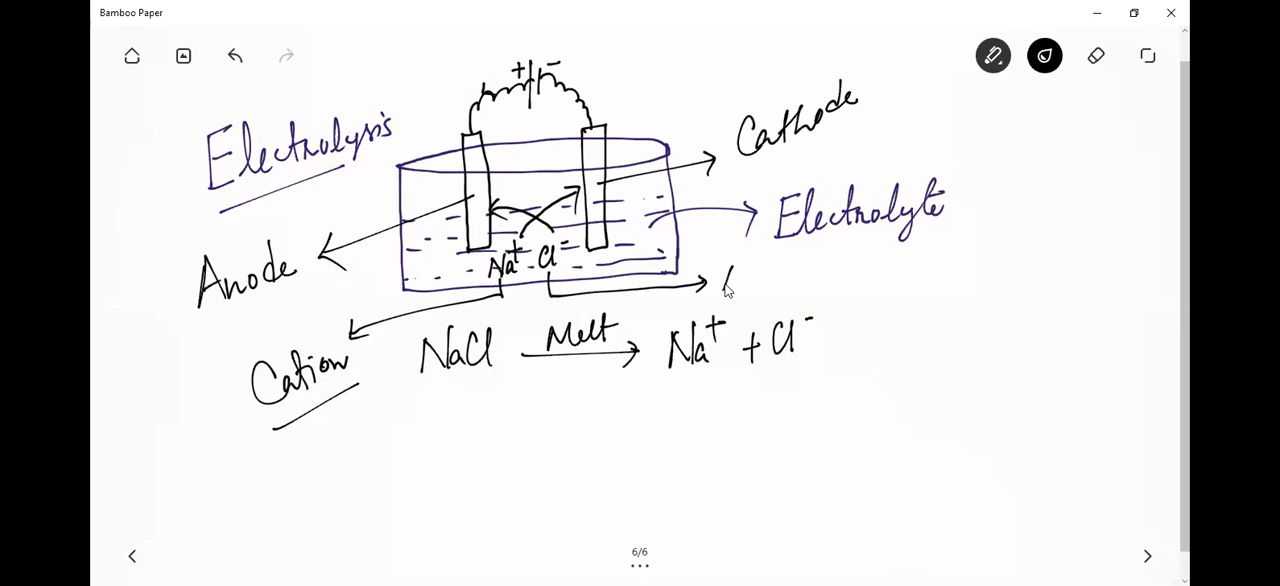 Bamboo Paper
+ -
Electrolysis
Cathode
Electrolyte
Anode
Na⁺ Cl⁻
Cation
NaCl Melt → Na⁺ + Cl⁻
6/6